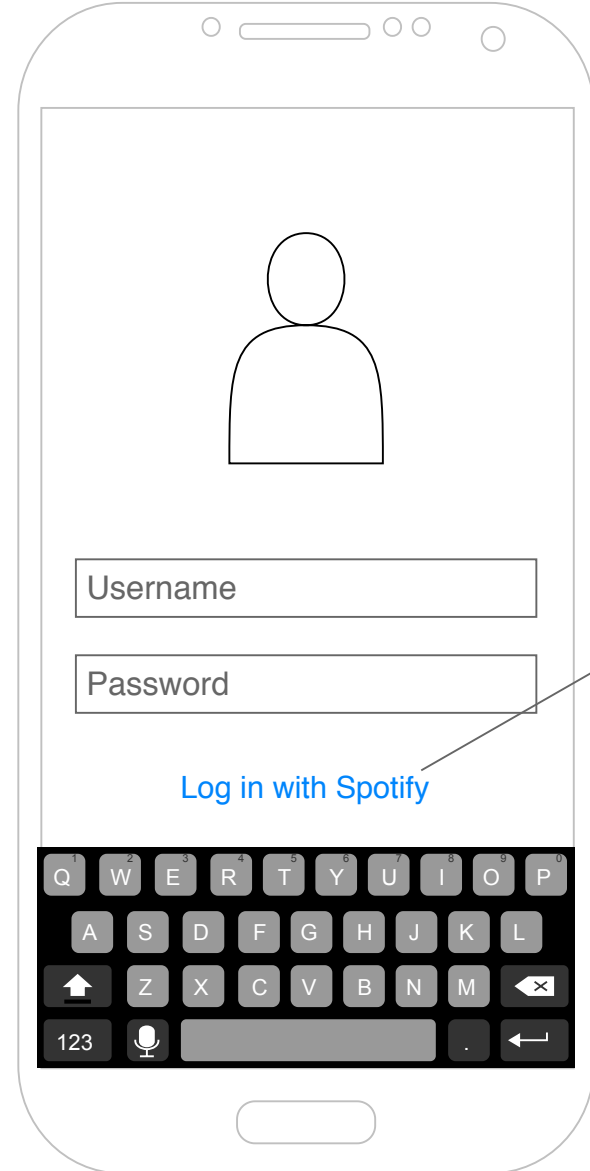 Username
Password
Log in with Spotify
1 2 3 4 5 6 7 8 9 0
Q W E R T Y U I O P
A S D F G H J K L
Z X C V B N M
123 .